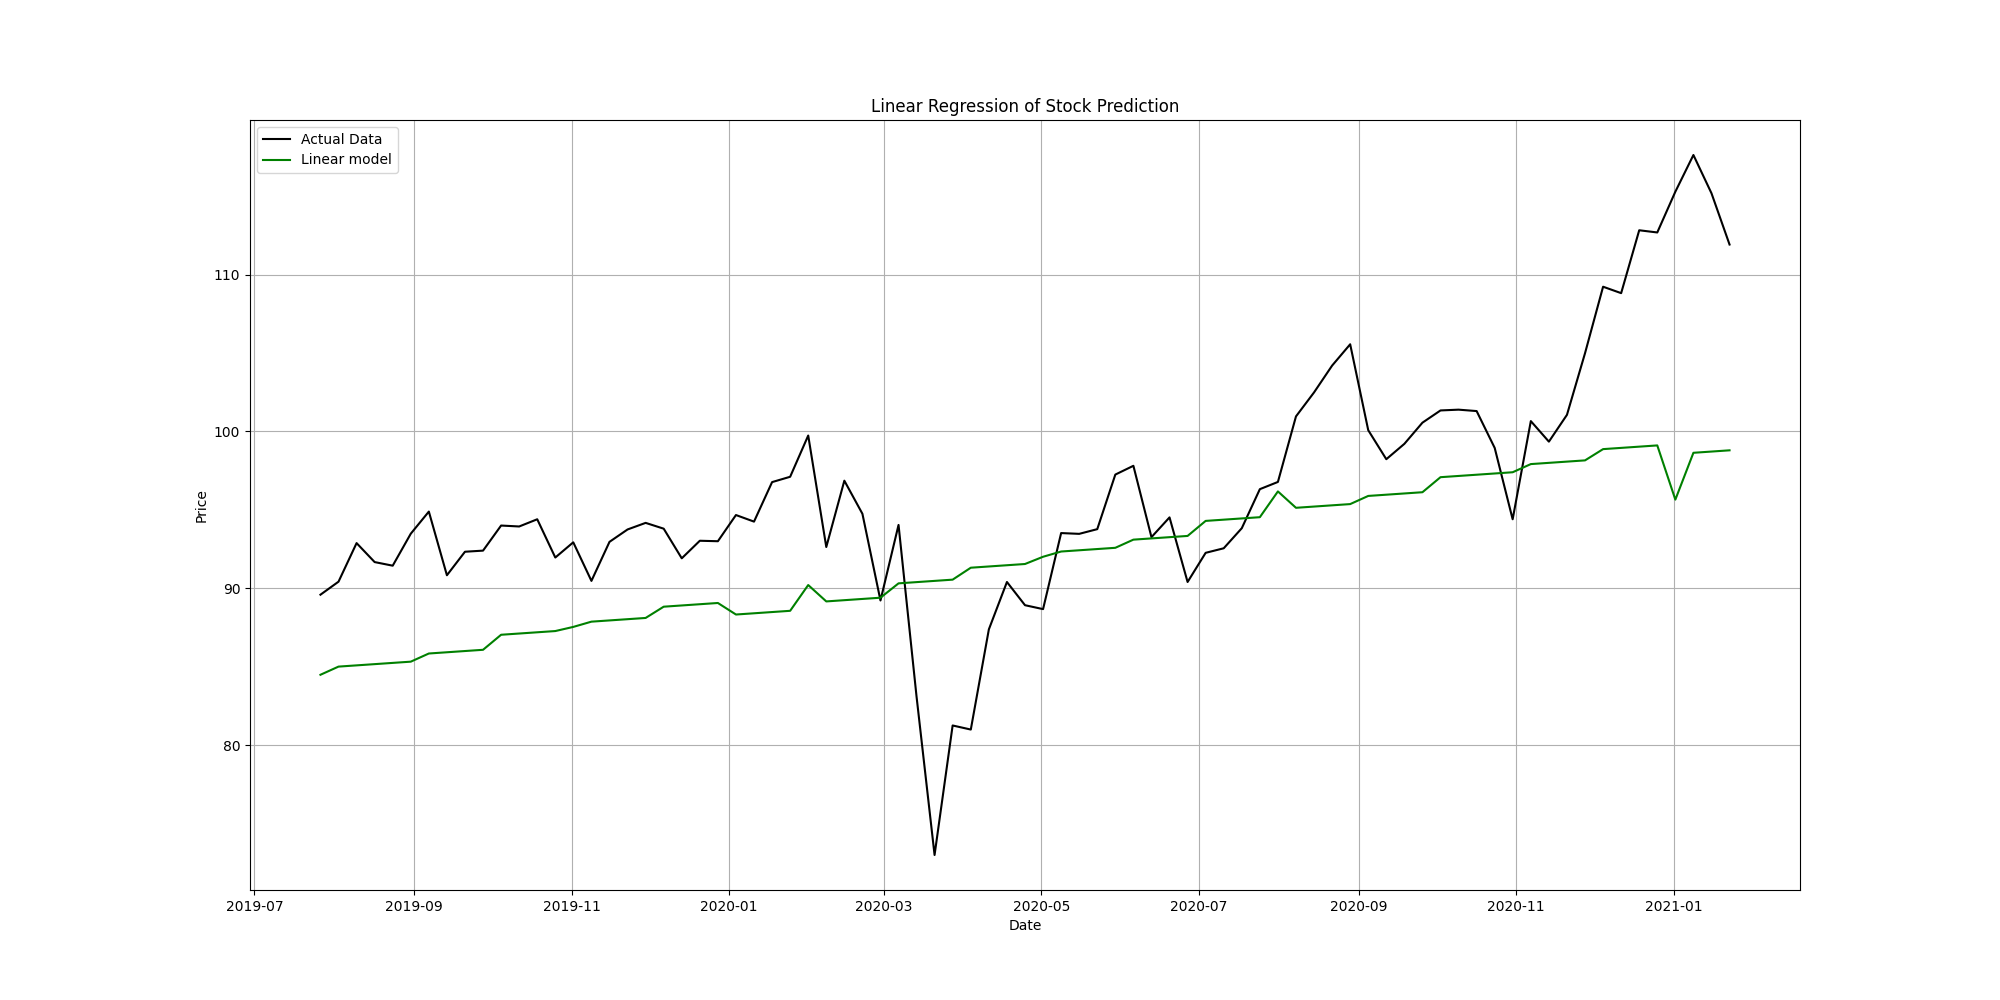 Linear Regression of Stock Prediction
Actual Data
Linear model
110
100
90
80
Price
2019-07
2019-09
2019-11
2020-01
2020-03
2020-05
2020-07
2020-09
2020-11
2021-01
Date